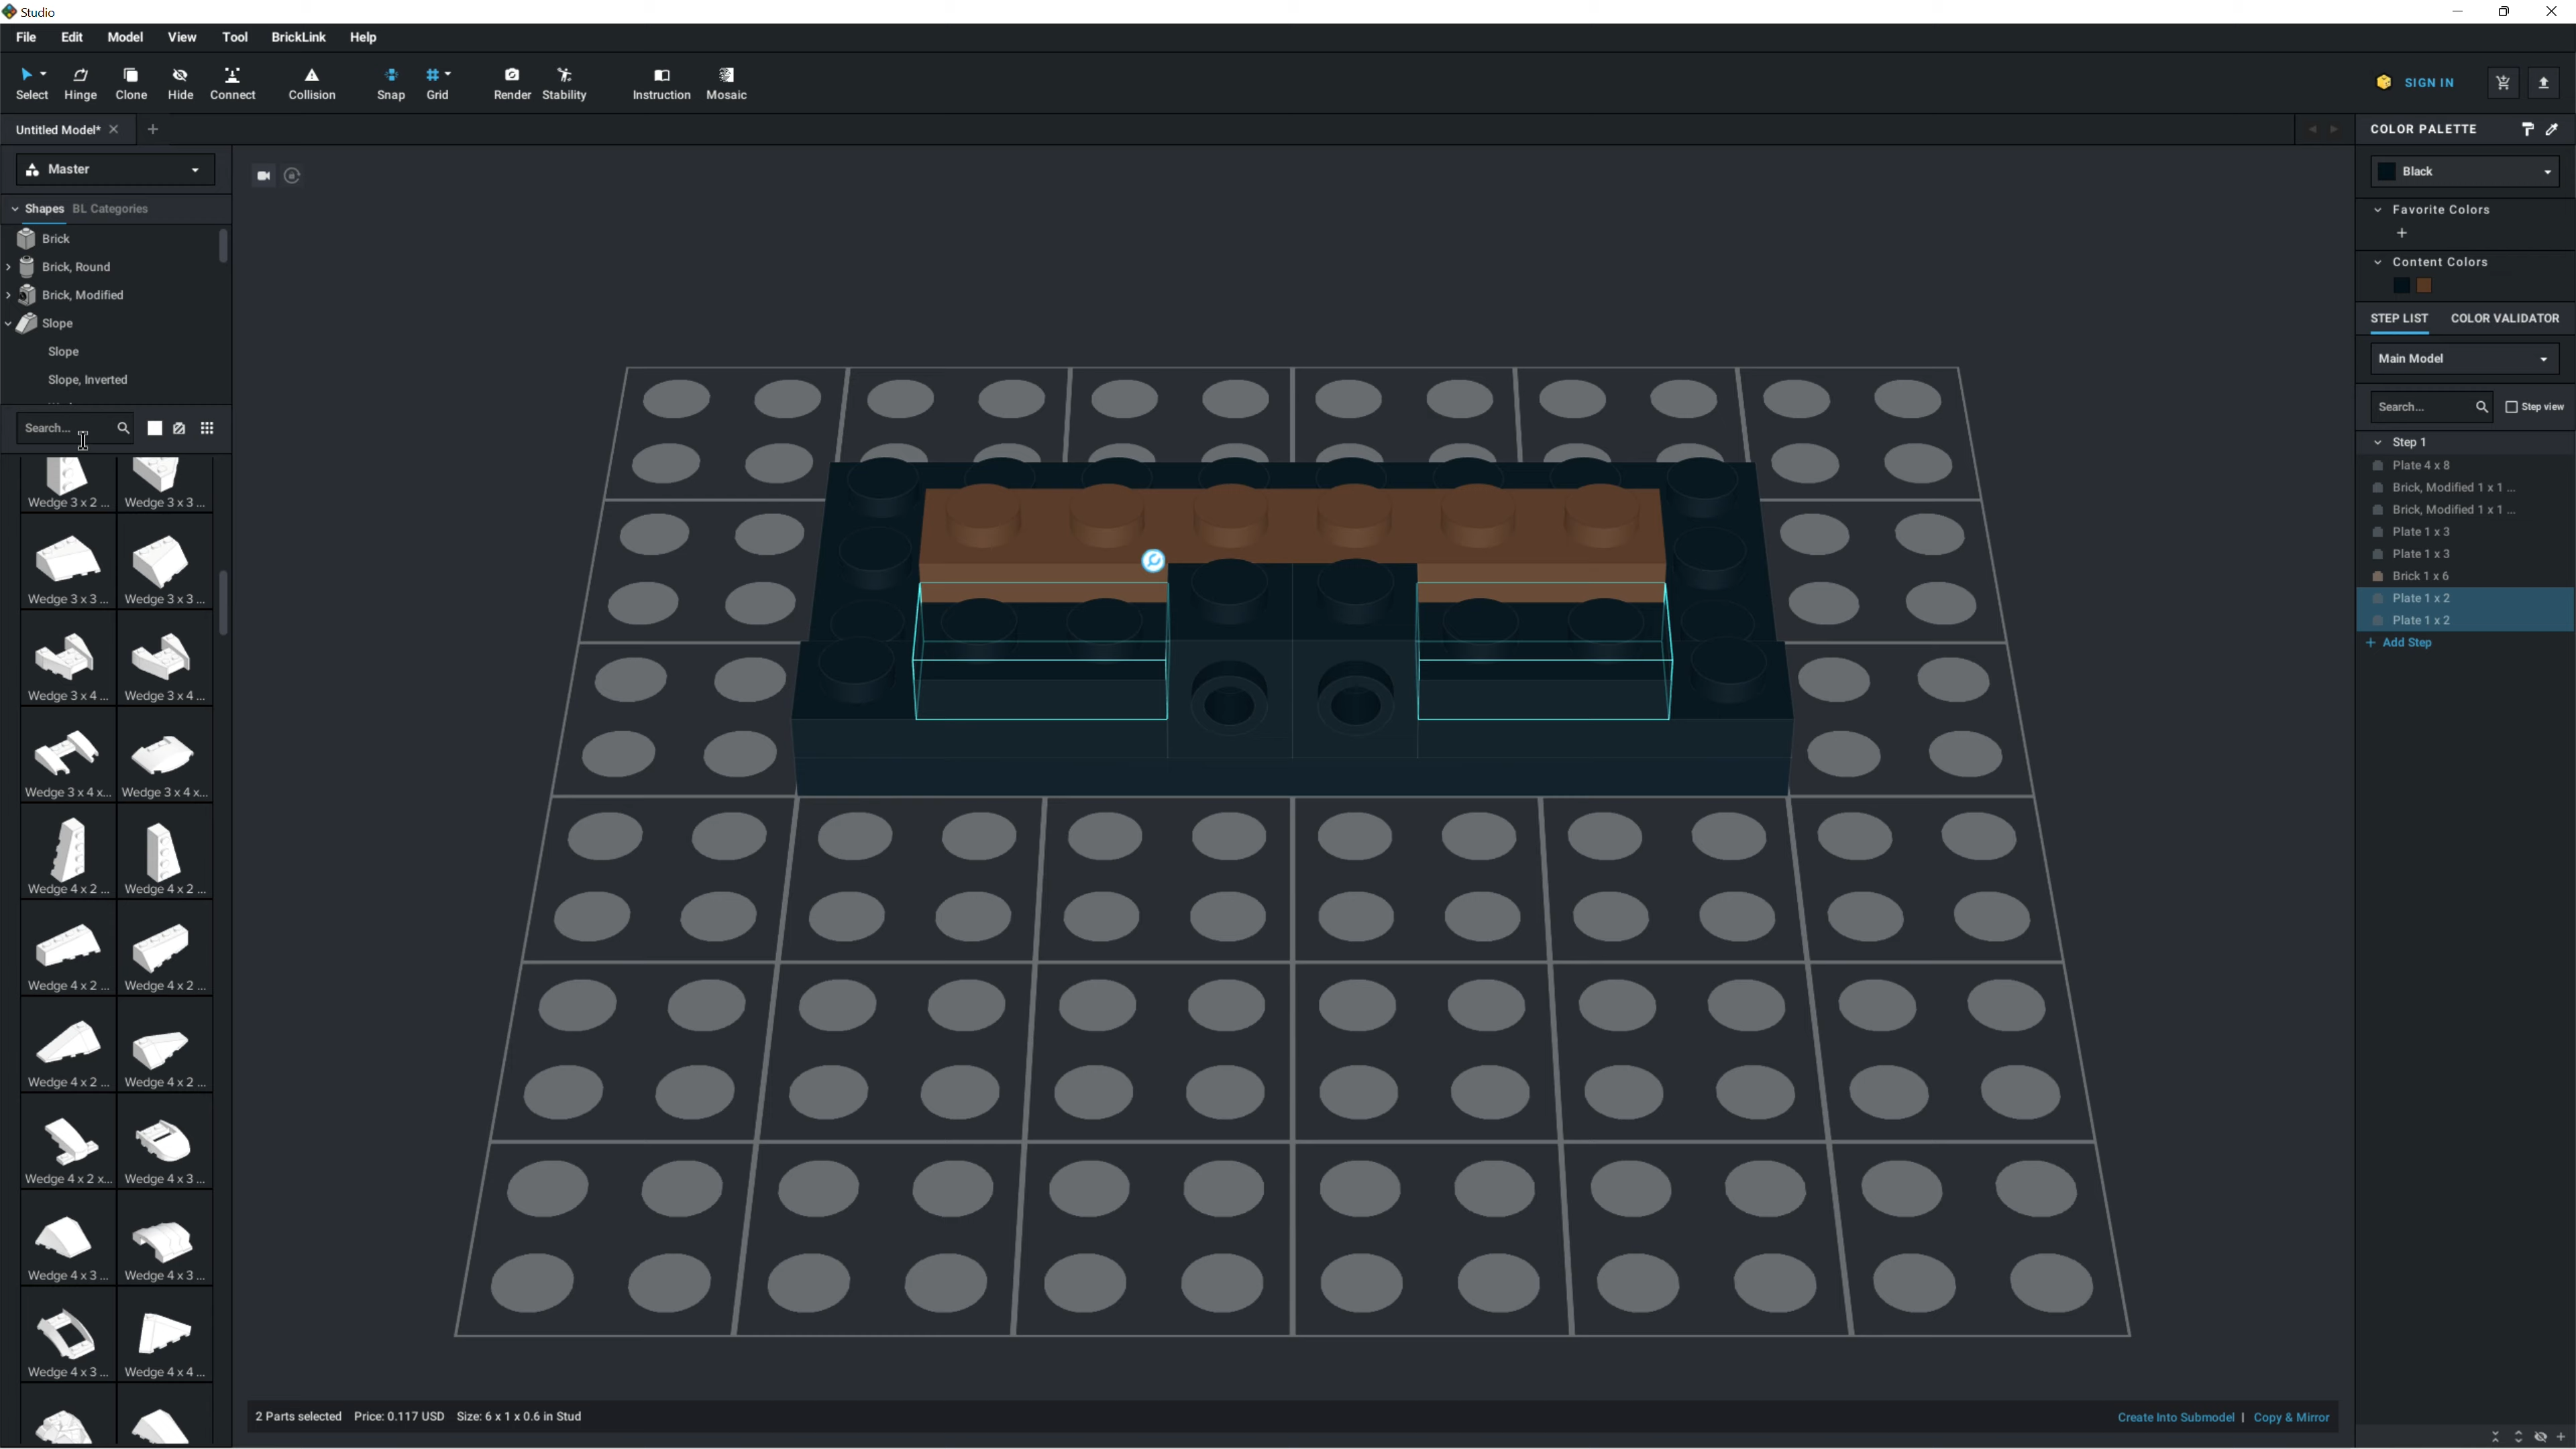 Studio
File Edit Model View Tool BrickLink Help
Select Hinge Clone Hide Connect Collision Snap Grid Render Stability Instruction Mosaic
SIGN IN
Untitled Model*
Master
Shapes BL Categories
Brick
Brick, Round
Brick, Modified
Slope
Slope
Slope, Inverted
Search...
Wedge 3 x 2 ... Wedge 3 x 3 ...
Wedge 3 x 3 ... Wedge 3 x 3 ...
Wedge 3 x 4 ... Wedge 3 x 4 ...
Wedge 3 x 4 x... Wedge 3 x 4 x...
Wedge 4 x 2 ... Wedge 4 x 2 ...
Wedge 4 x 2 ... Wedge 4 x 2 ...
Wedge 4 x 2 ... Wedge 4 x 2 ...
Wedge 4 x 2 x... Wedge 4 x 3 ...
Wedge 4 x 3 ... Wedge 4 x 3 ...
Wedge 4 x 3 ... Wedge 4 x 4 ...
2 Parts selected Price: 0.117 USD Size: 6 x 1 x 0.6 in Stud
Create Into Submodel | Copy & Mirror
COLOR PALETTE
Black
Favorite Colors
+
Content Colors
STEP LIST COLOR VALIDATOR
Main Model
Search... Step view
Step 1
Plate 4 x 8
Brick, Modified 1 x 1 ...
Brick, Modified 1 x 1 ...
Plate 1 x 3
Plate 1 x 3
Brick 1 x 6
Plate 1 x 2
Plate 1 x 2
+ Add Step